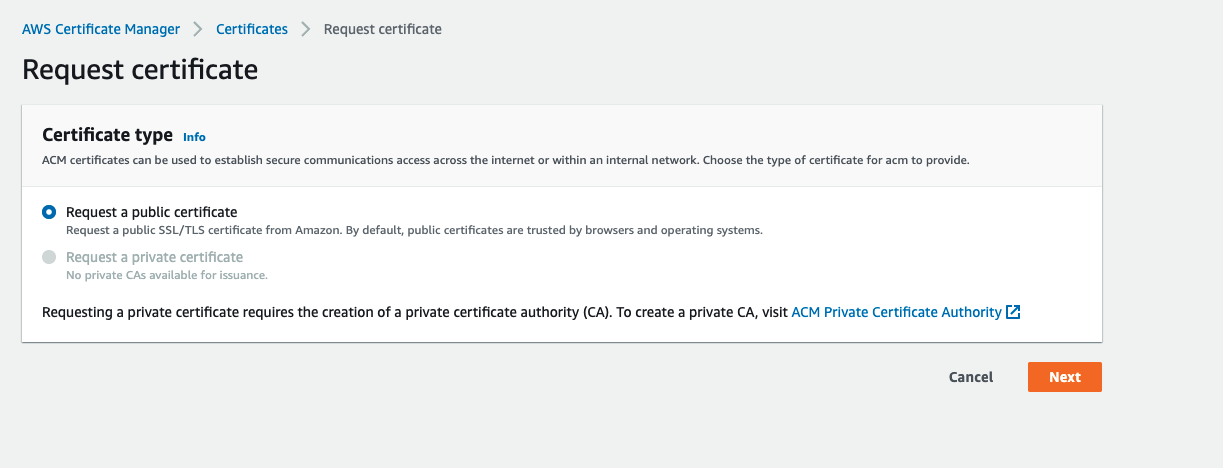 AWS Certificate Manager > Certificates > Request certificate
Request certificate
Certificate type Info
ACM certificates can be used to establish secure communications access across the internet or within an internal network. Choose the type of certificate for acm to provide.
Request a public certificate
Request a public SSL/TLS certificate from Amazon. By default, public certificates are trusted by browsers and operating systems.
Request a private certificate
No private CAs available for issuance.
Requesting a private certificate requires the creation of a private certificate authority (CA). To create a private CA, visit ACM Private Certificate Authority
Cancel Next